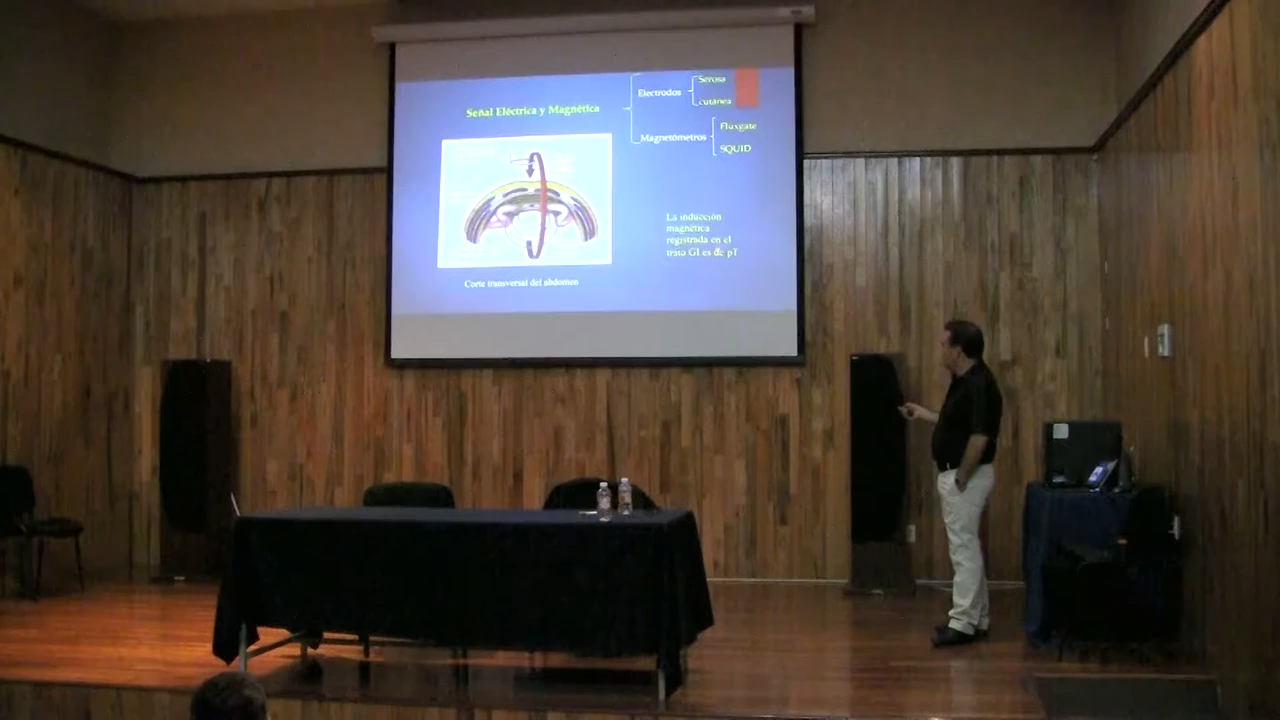 Señal Eléctrica y Magnética
Electrodos
Serosa
cutánea
Magnetómetros
Fluxgate
SQUID
La inducción
magnética
registrada en el
trato GI es de pT
Corte transversal del abdomen